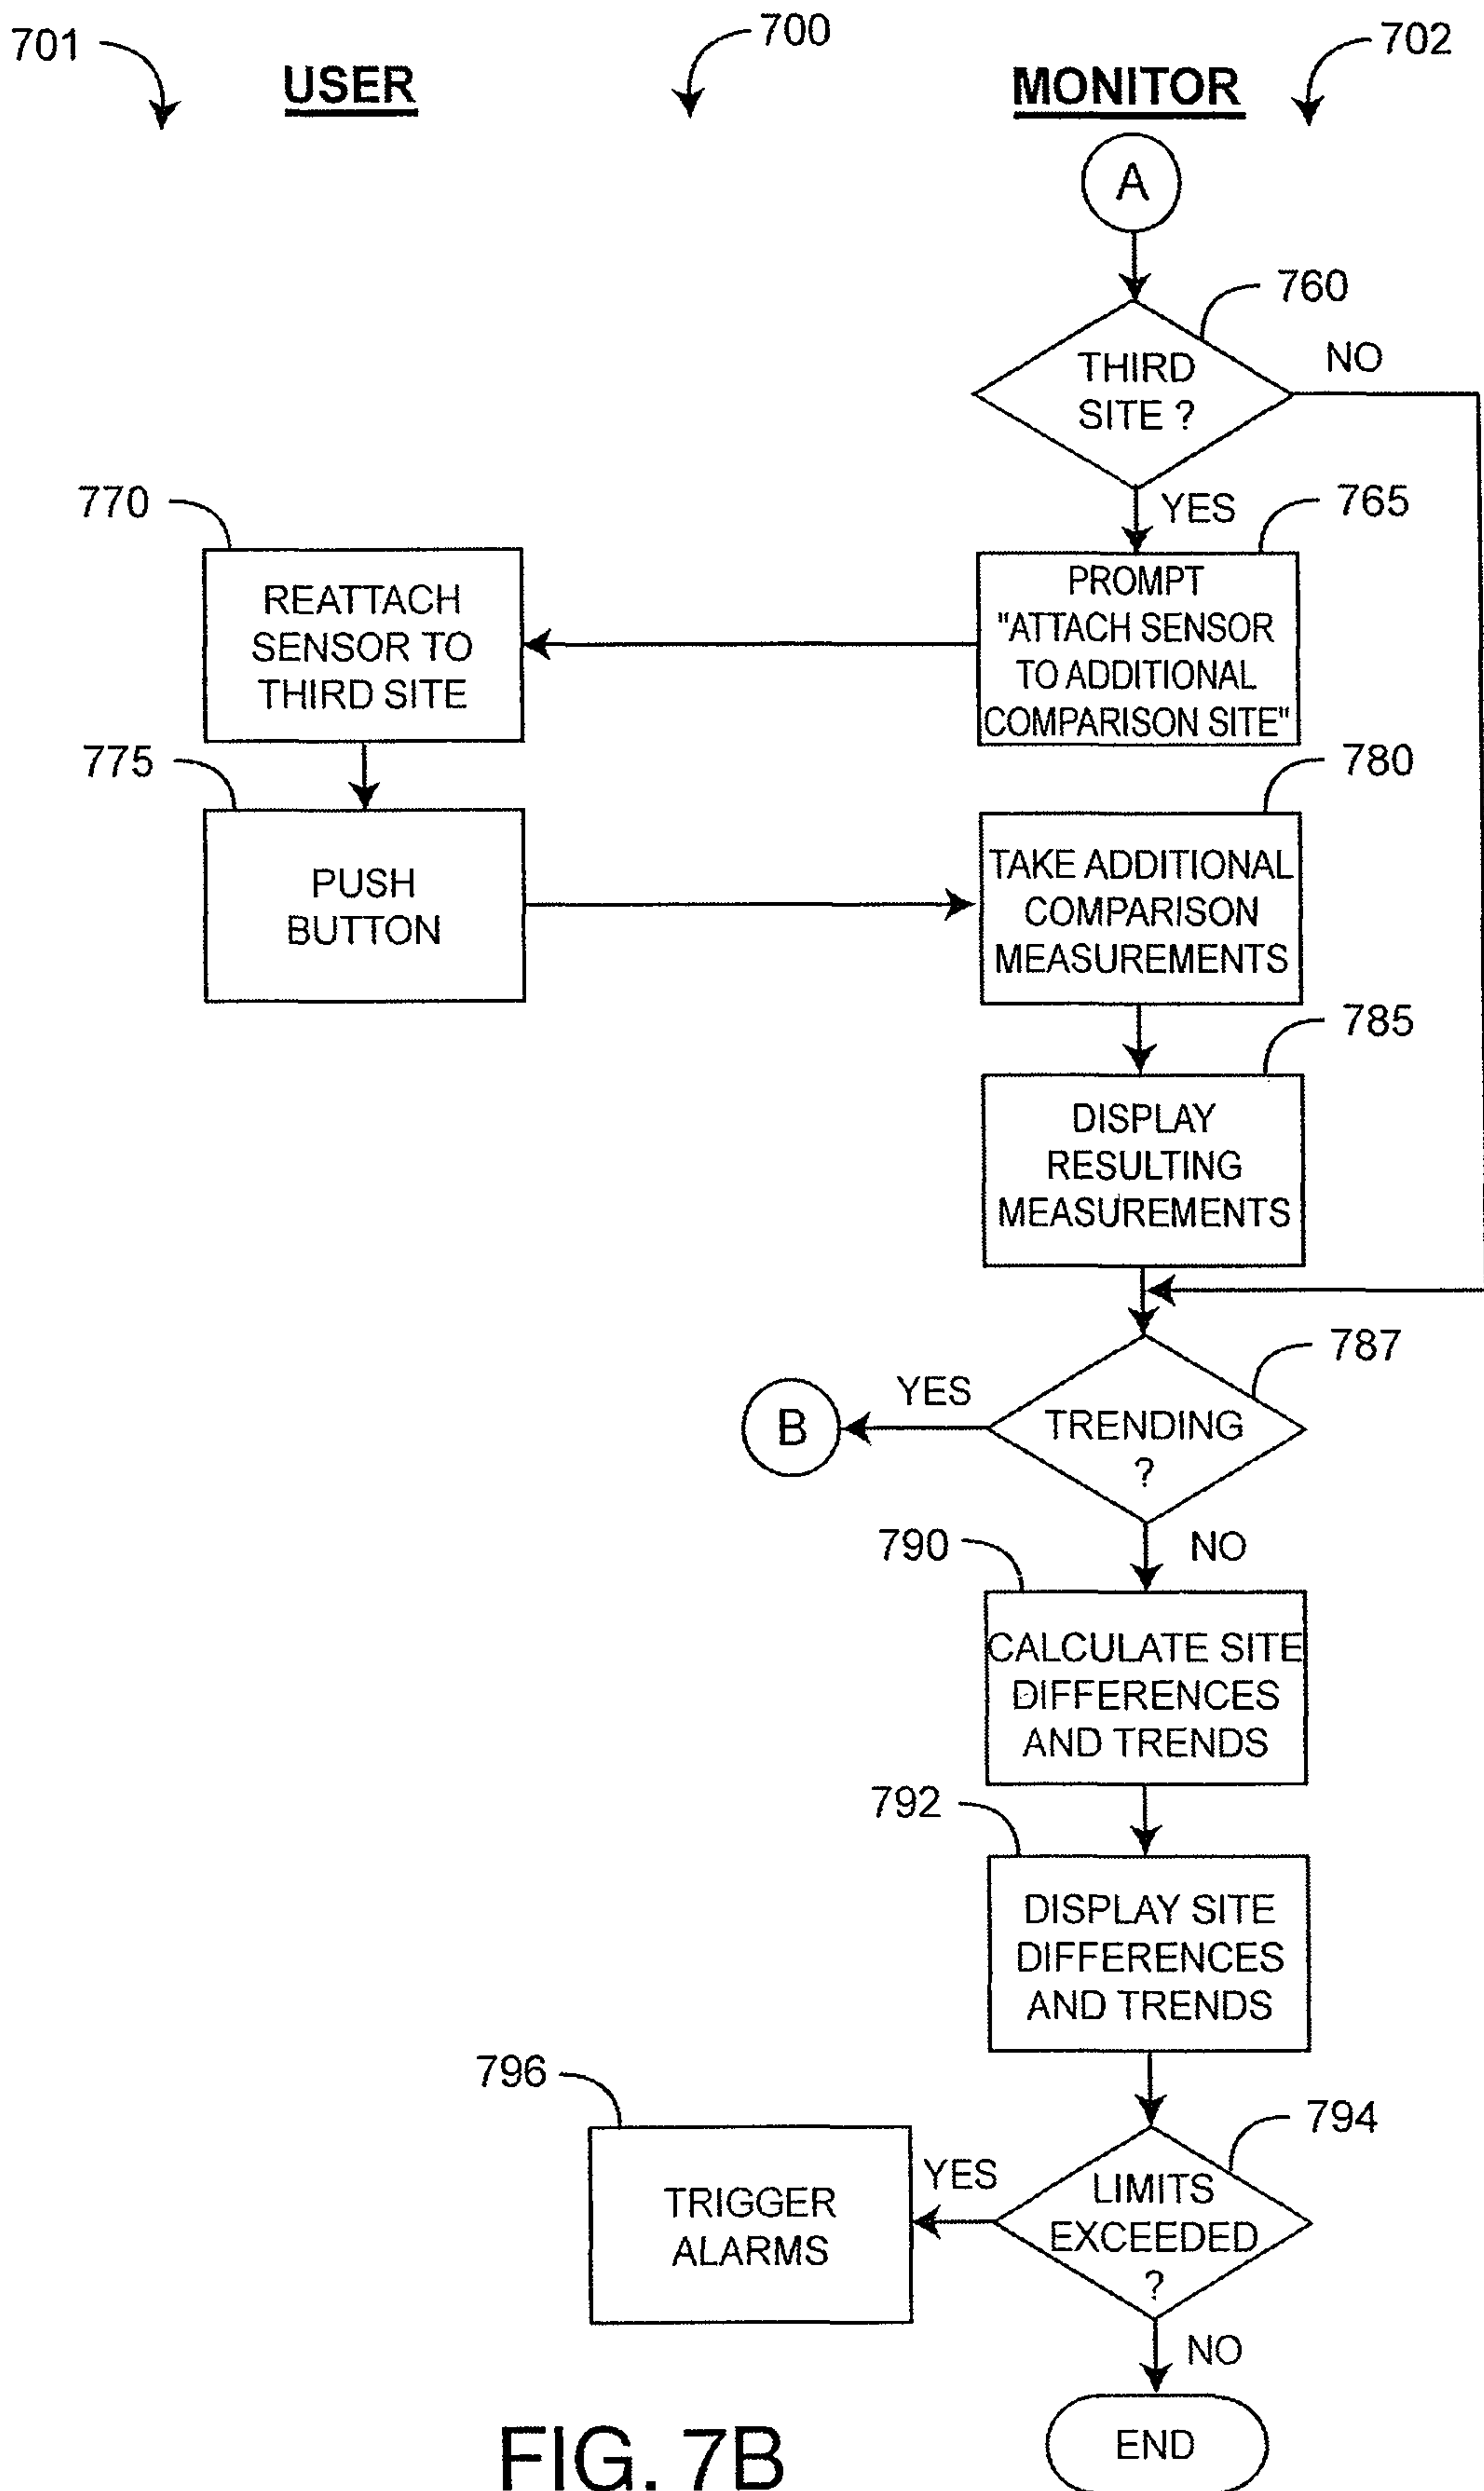 701
USER
700
MONITOR
702
A
760
THIRD
SITE ?
NO
YES
765
PROMPT
"ATTACH SENSOR
TO ADDITIONAL
COMPARISON SITE"
770
REATTACH
SENSOR TO
THIRD SITE
775
PUSH
BUTTON
780
TAKE ADDITIONAL
COMPARISON
MEASUREMENTS
785
DISPLAY
RESULTING
MEASUREMENTS
787
TRENDING
?
YES
B
NO
790
CALCULATE SITE
DIFFERENCES
AND TRENDS
792
DISPLAY SITE
DIFFERENCES
AND TRENDS
794
LIMITS
EXCEEDED
?
YES
796
TRIGGER
ALARMS
NO
END
FIG. 7B